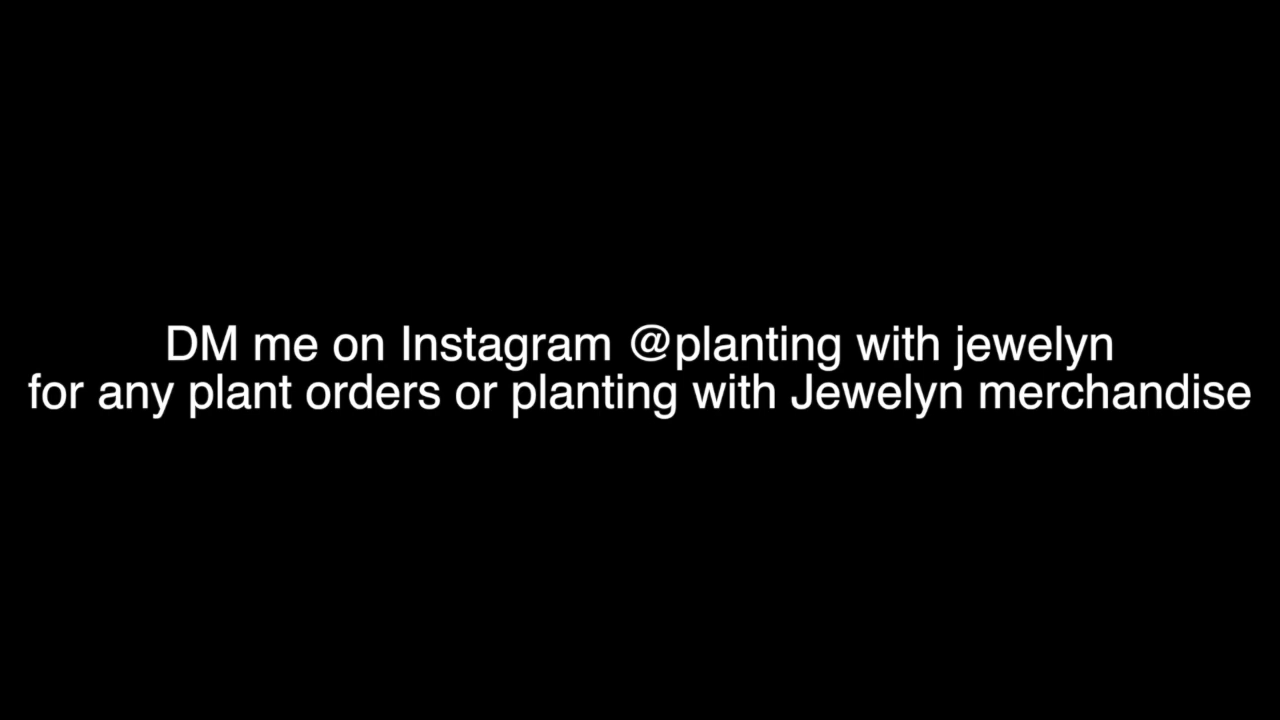 DM me on Instagram @planting with jewelyn
for any plant orders or planting with Jewelyn merchandise